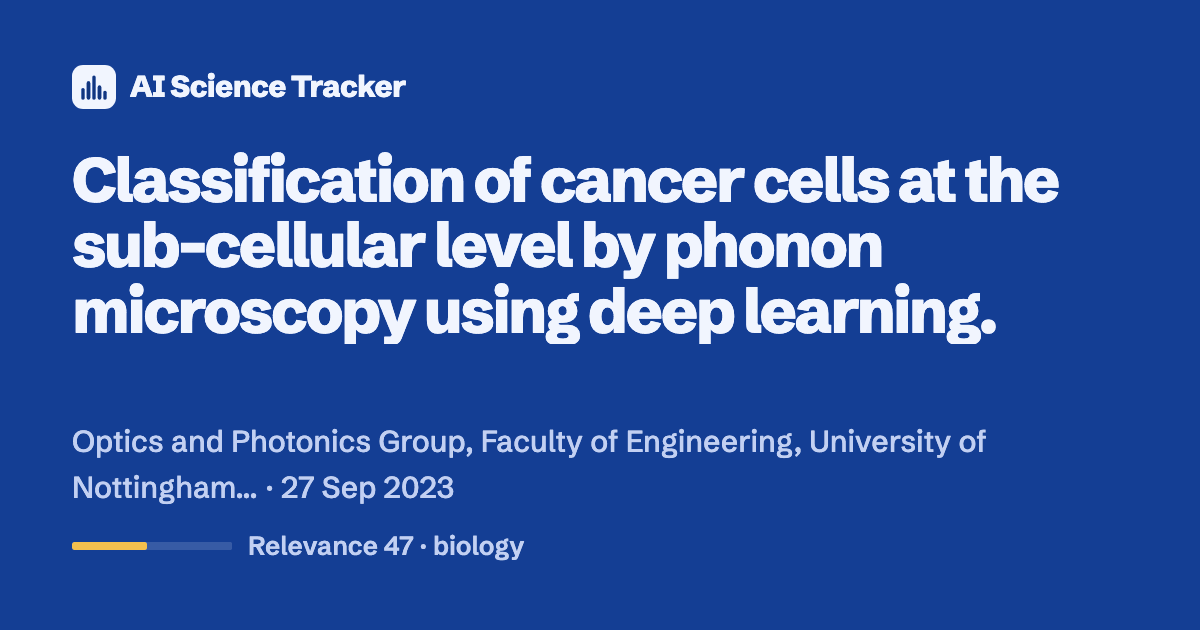 AI Science Tracker
Classification of cancer cells at the
sub-cellular level by phonon
microscopy using deep learning.
Optics and Photonics Group, Faculty of Engineering, University of
Nottingham... · 27 Sep 2023
Relevance 47 · biology